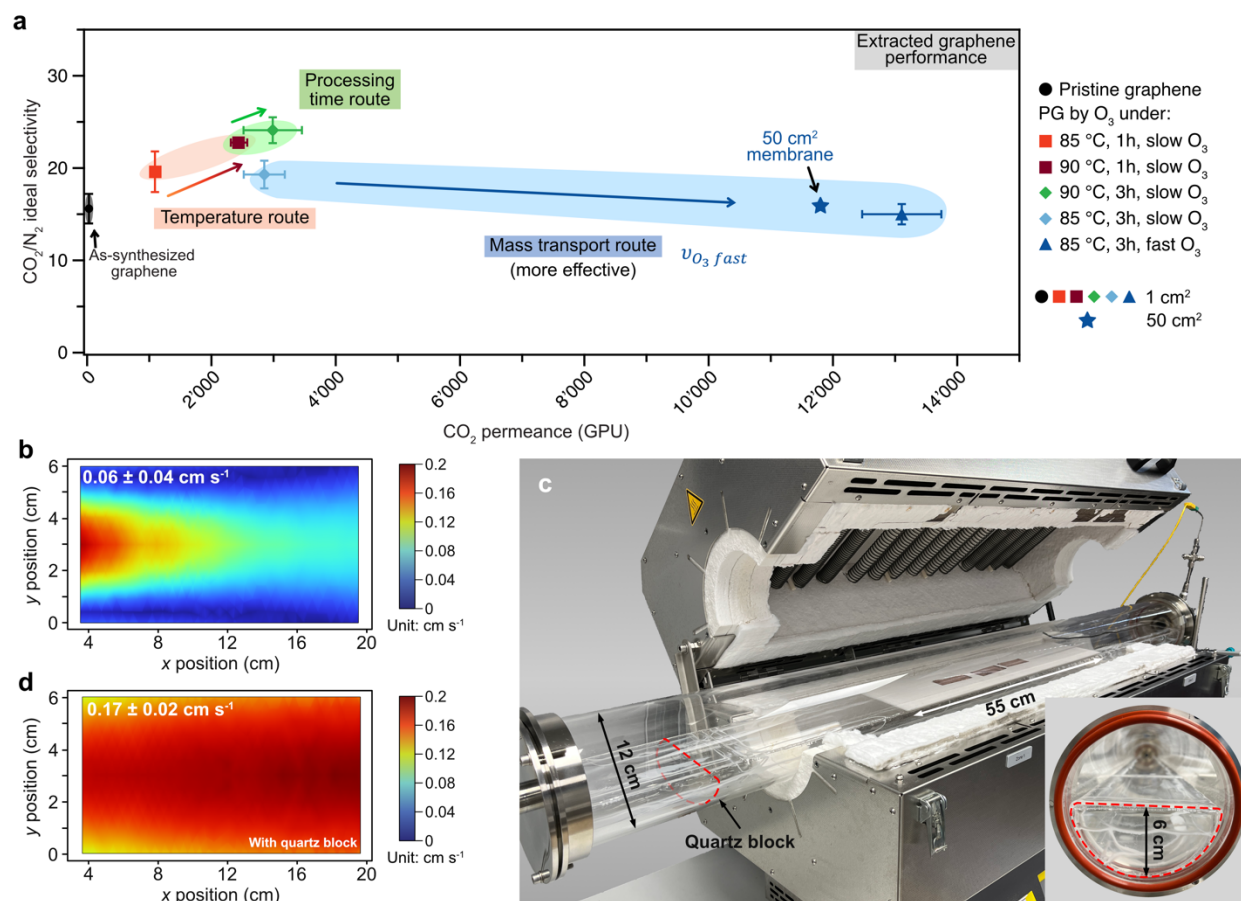 a
Extracted graphene
performance
Processing
time route
50 cm²
membrane
Temperature route
As-synthesized
graphene
Mass transport route
(more effective)
υO₃ fast
CO₂/N₂ ideal selectivity
30
20
10
0
0
2'000
4'000
6'000
8'000
10'000
12'000
14'000
CO₂ permeance (GPU)
Pristine graphene
PG by O₃ under:
85 °C, 1h, slow O₃
90 °C, 1h, slow O₃
90 °C, 3h, slow O₃
85 °C, 3h, slow O₃
85 °C, 3h, fast O₃
1 cm²
50 cm²
b
0.06 ± 0.04 cm s⁻¹
y position (cm)
6
4
2
0
4
8
12
16
20
x position (cm)
0.2
0.16
0.12
0.08
0.04
0
Unit: cm s⁻¹
c
12 cm
55 cm
Quartz block
6 cm
d
0.17 ± 0.02 cm s⁻¹
With quartz block
y position (cm)
6
4
2
0
4
8
12
16
20
x position (cm)
0.2
0.16
0.12
0.08
0.04
0
Unit: cm s⁻¹